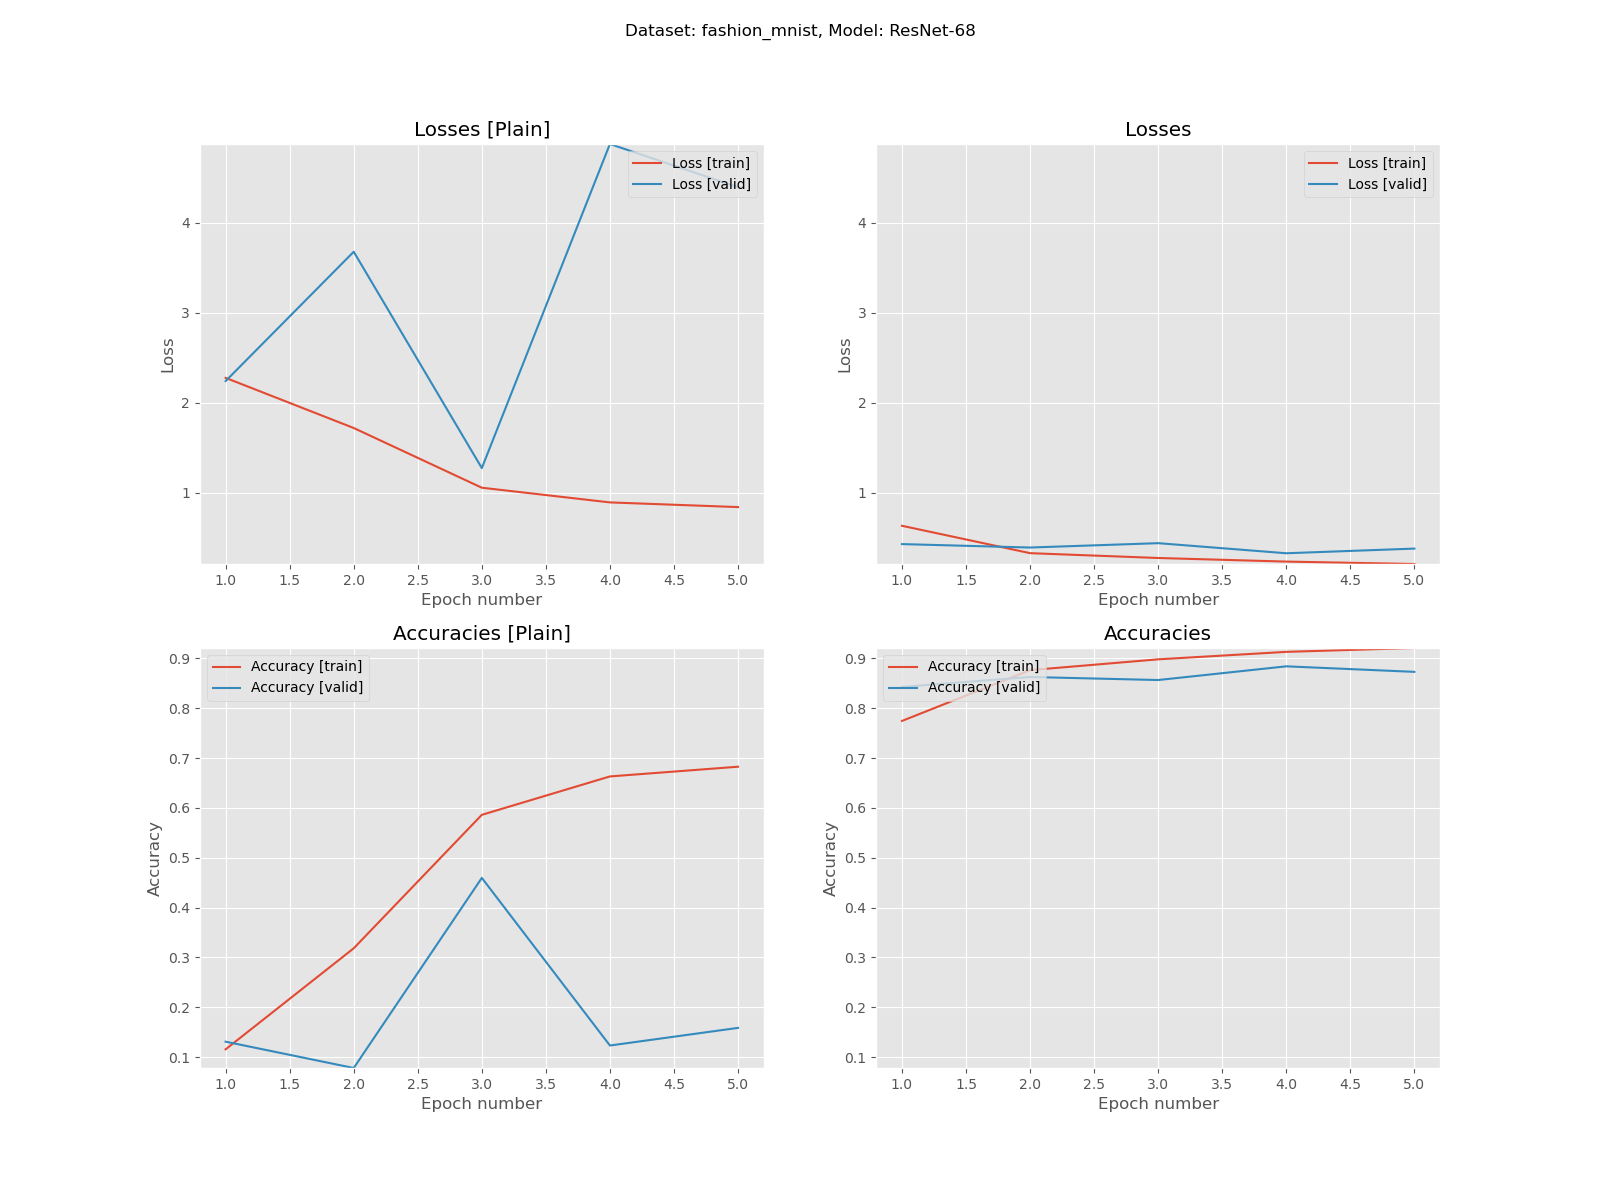 Dataset: fashion_mnist, Model: ResNet-68
Losses [Plain]
Loss [train]
Loss [valid]
4
3
2
1
Loss
1.0 1.5 2.0 2.5 3.0 3.5 4.0 4.5 5.0
Epoch number
Losses
Loss [train]
Loss [valid]
4
3
2
1
Loss
1.0 1.5 2.0 2.5 3.0 3.5 4.0 4.5 5.0
Epoch number
Accuracies [Plain]
Accuracy [train]
Accuracy [valid]
0.9
0.8
0.7
0.6
0.5
0.4
0.3
0.2
0.1
Accuracy
1.0 1.5 2.0 2.5 3.0 3.5 4.0 4.5 5.0
Epoch number
Accuracies
Accuracy [train]
Accuracy [valid]
0.9
0.8
0.7
0.6
0.5
0.4
0.3
0.2
0.1
Accuracy
1.0 1.5 2.0 2.5 3.0 3.5 4.0 4.5 5.0
Epoch number